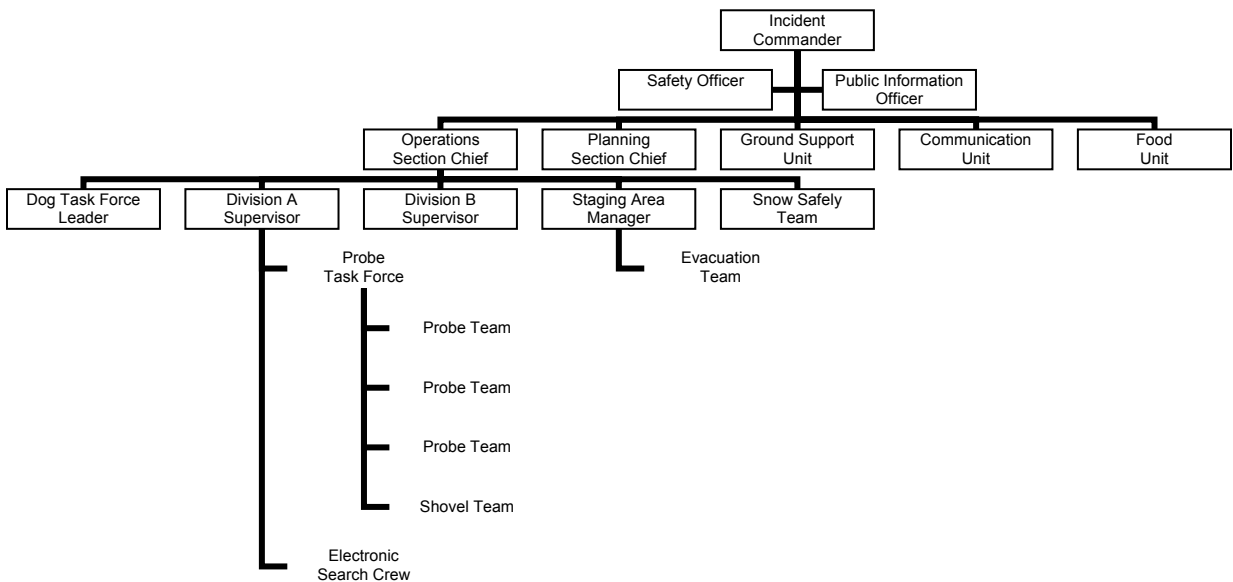 Incident
Commander
Safety Officer
Public Information
Officer
Operations
Section Chief
Planning
Section Chief
Ground Support
Unit
Communication
Unit
Food
Unit
Dog Task Force
Leader
Division A
Supervisor
Division B
Supervisor
Staging Area
Manager
Snow Safely
Team
Probe
Task Force
Evacuation
Team
Probe Team
Probe Team
Probe Team
Shovel Team
Electronic
Search Crew